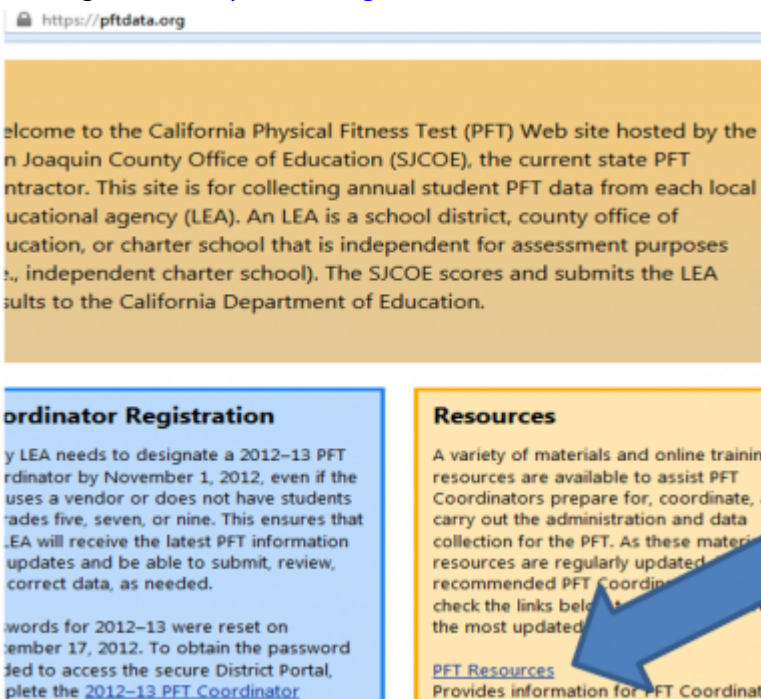 https://pftdata.org
elcome to the California Physical Fitness Test (PFT) Web site hosted by the
n Joaquin County Office of Education (SJCOE), the current state PFT
ntractor. This site is for collecting annual student PFT data from each local
ucational agency (LEA). An LEA is a school district, county office of
ucation, or charter school that is independent for assessment purposes
., independent charter school). The SJCOE scores and submits the LEA
sults to the California Department of Education.
ordinator Registration
y LEA needs to designate a 2012–13 PFT
rdinator by November 1, 2012, even if the
uses a vendor or does not have students
rades five, seven, or nine. This ensures that
LEA will receive the latest PFT information
updates and be able to submit, review,
correct data, as needed.
swords for 2012–13 were reset on
ember 17, 2012. To obtain the password
ded to access the secure District Portal,
plete the 2012–13 PFT Coordinator
Resources
A variety of materials and online trainin
resources are available to assist PFT
Coordinators prepare for, coordinate,
carry out the administration and data
collection for the PFT. As these materi
resources are regularly updated
recommended PFT Coordin
check the links belo
the most updated
PFT Resources
Provides information for PFT Coordinat